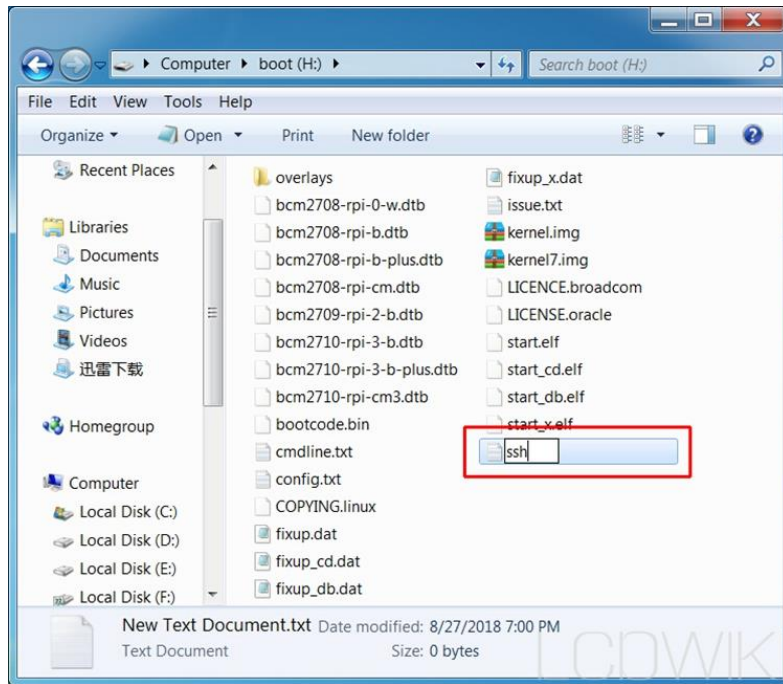 Computer
boot (H:)
Search boot (H:)
File Edit View Tools Help
Organize
Open
Print
New folder
Recent Places
Libraries
Documents
Music
Pictures
Videos
迅雷下载
Homegroup
Computer
Local Disk (C:)
Local Disk (D:)
Local Disk (E:)
Local Disk (F:)
overlays
bcm2708-rpi-0-w.dtb
bcm2708-rpi-b.dtb
bcm2708-rpi-b-plus.dtb
bcm2708-rpi-cm.dtb
bcm2709-rpi-2-b.dtb
bcm2710-rpi-3-b.dtb
bcm2710-rpi-3-b-plus.dtb
bcm2710-rpi-cm3.dtb
bootcode.bin
cmdline.txt
config.txt
COPYING.linux
fixup.dat
fixup_cd.dat
fixup_db.dat
fixup_x.dat
issue.txt
kernel.img
kernel7.img
LICENCE.broadcom
LICENSE.oracle
start.elf
start_cd.elf
start_db.elf
start_x.elf
ssh
New Text Document.txt Date modified: 8/27/2018 7:00 PM
Text Document Size: 0 bytes
LCDWIK